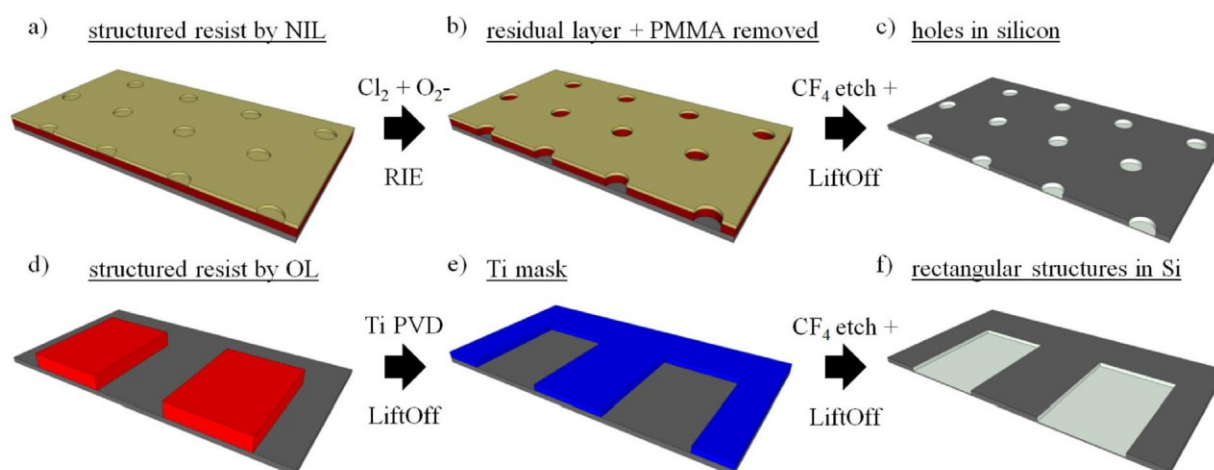 a) structured resist by NIL
b) residual layer + PMMA removed
c) holes in silicon
Cl₂ + O₂-
RIE
CF₄ etch +
LiftOff
d) structured resist by OL
e) Ti mask
f) rectangular structures in Si
Ti PVD
LiftOff
CF₄ etch +
LiftOff